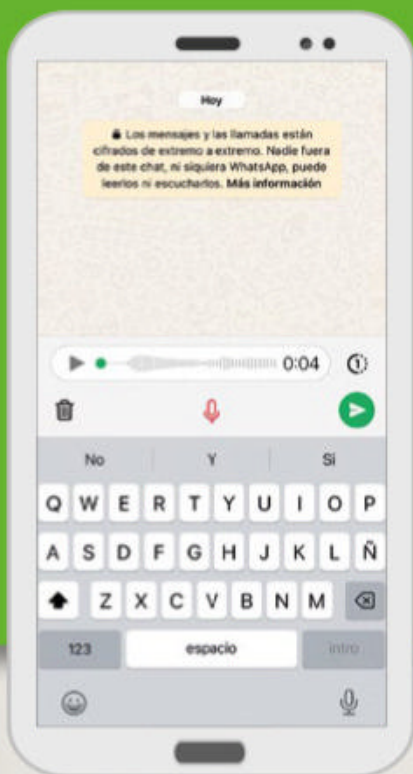 Hoy
Los mensajes y las llamadas están
cifrados de extremo a extremo. Nadie fuera
de este chat, ni siquiera WhatsApp, puede
leerlos ni escucharlos. Más información
0:04
1
No Y Si
Q W E R T Y U I O P
A S D F G H J K L Ñ
Z X C V B N M
123 espacio intro